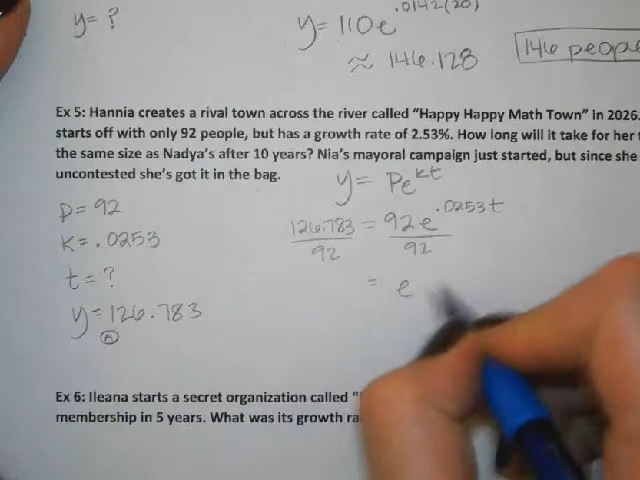 y= ?
y= 110e^.0142(20)
≈ 146.128
146 people
Ex 5: Hannia creates a rival town across the river called “Happy Happy Math Town” in 2026.
starts off with only 92 people, but has a growth rate of 2.53%. How long will it take for her
the same size as Nadya’s after 10 years? Nia’s mayoral campaign just started, but since she
uncontested she’s got it in the bag.
y= Pe^kt
P= 92
K= .0253
t= ?
y= 126.783
A
126.783/92 = 92e^.0253t/92
= e
Ex 6: Ileana starts a secret organization called “
membership in 5 years. What was its growth